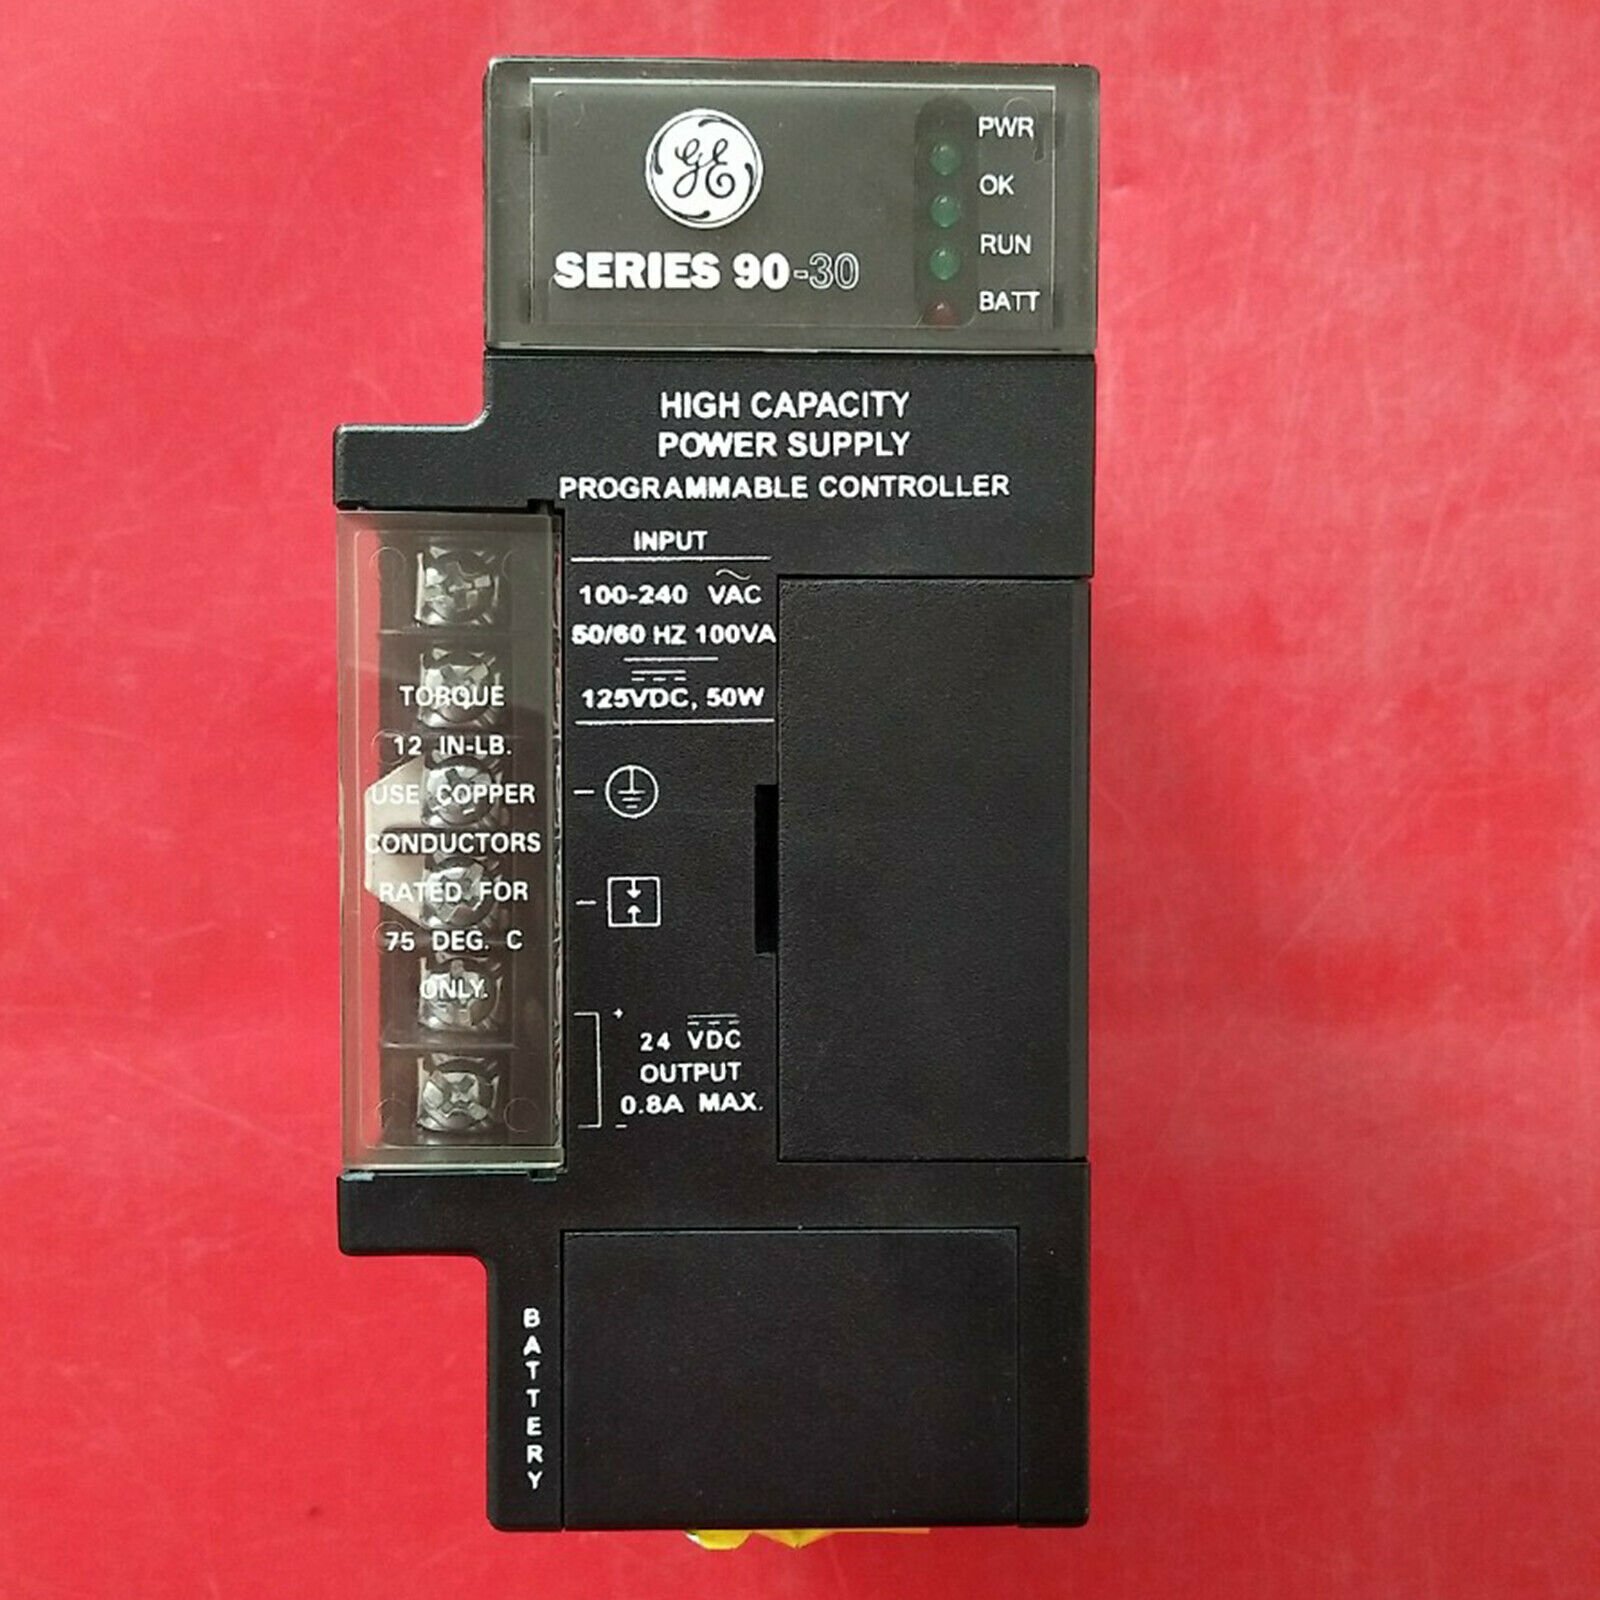 GE
SERIES 90-30
PWR
OK
RUN
BATT
HIGH CAPACITY
POWER SUPPLY
PROGRAMMABLE CONTROLLER
INPUT
100-240 VAC
50/60 HZ 100VA
125VDC, 50W
TORQUE
12 IN-LB.
USE COPPER
CONDUCTORS
RATED FOR
75 DEG. C
ONLY.
+
24 VDC
OUTPUT
0.8A MAX.
-
BATTERY